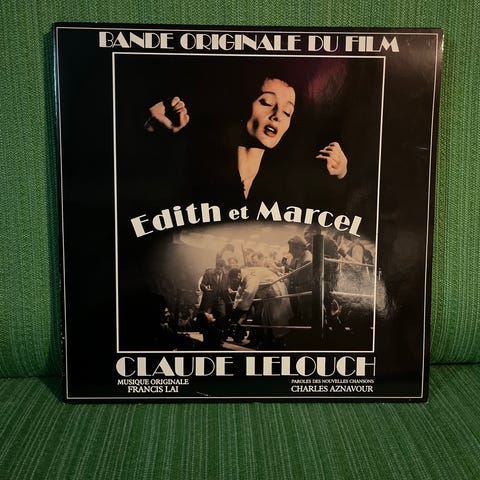 BANDE ORIGINALE DU FILM
Edith et Marcel
CLAUDE LELOUCH
MUSIQUE ORIGINALE
FRANCIS LAI
PAROLES DES NOUVELLES CHANSONS
CHARLES AZNAVOUR